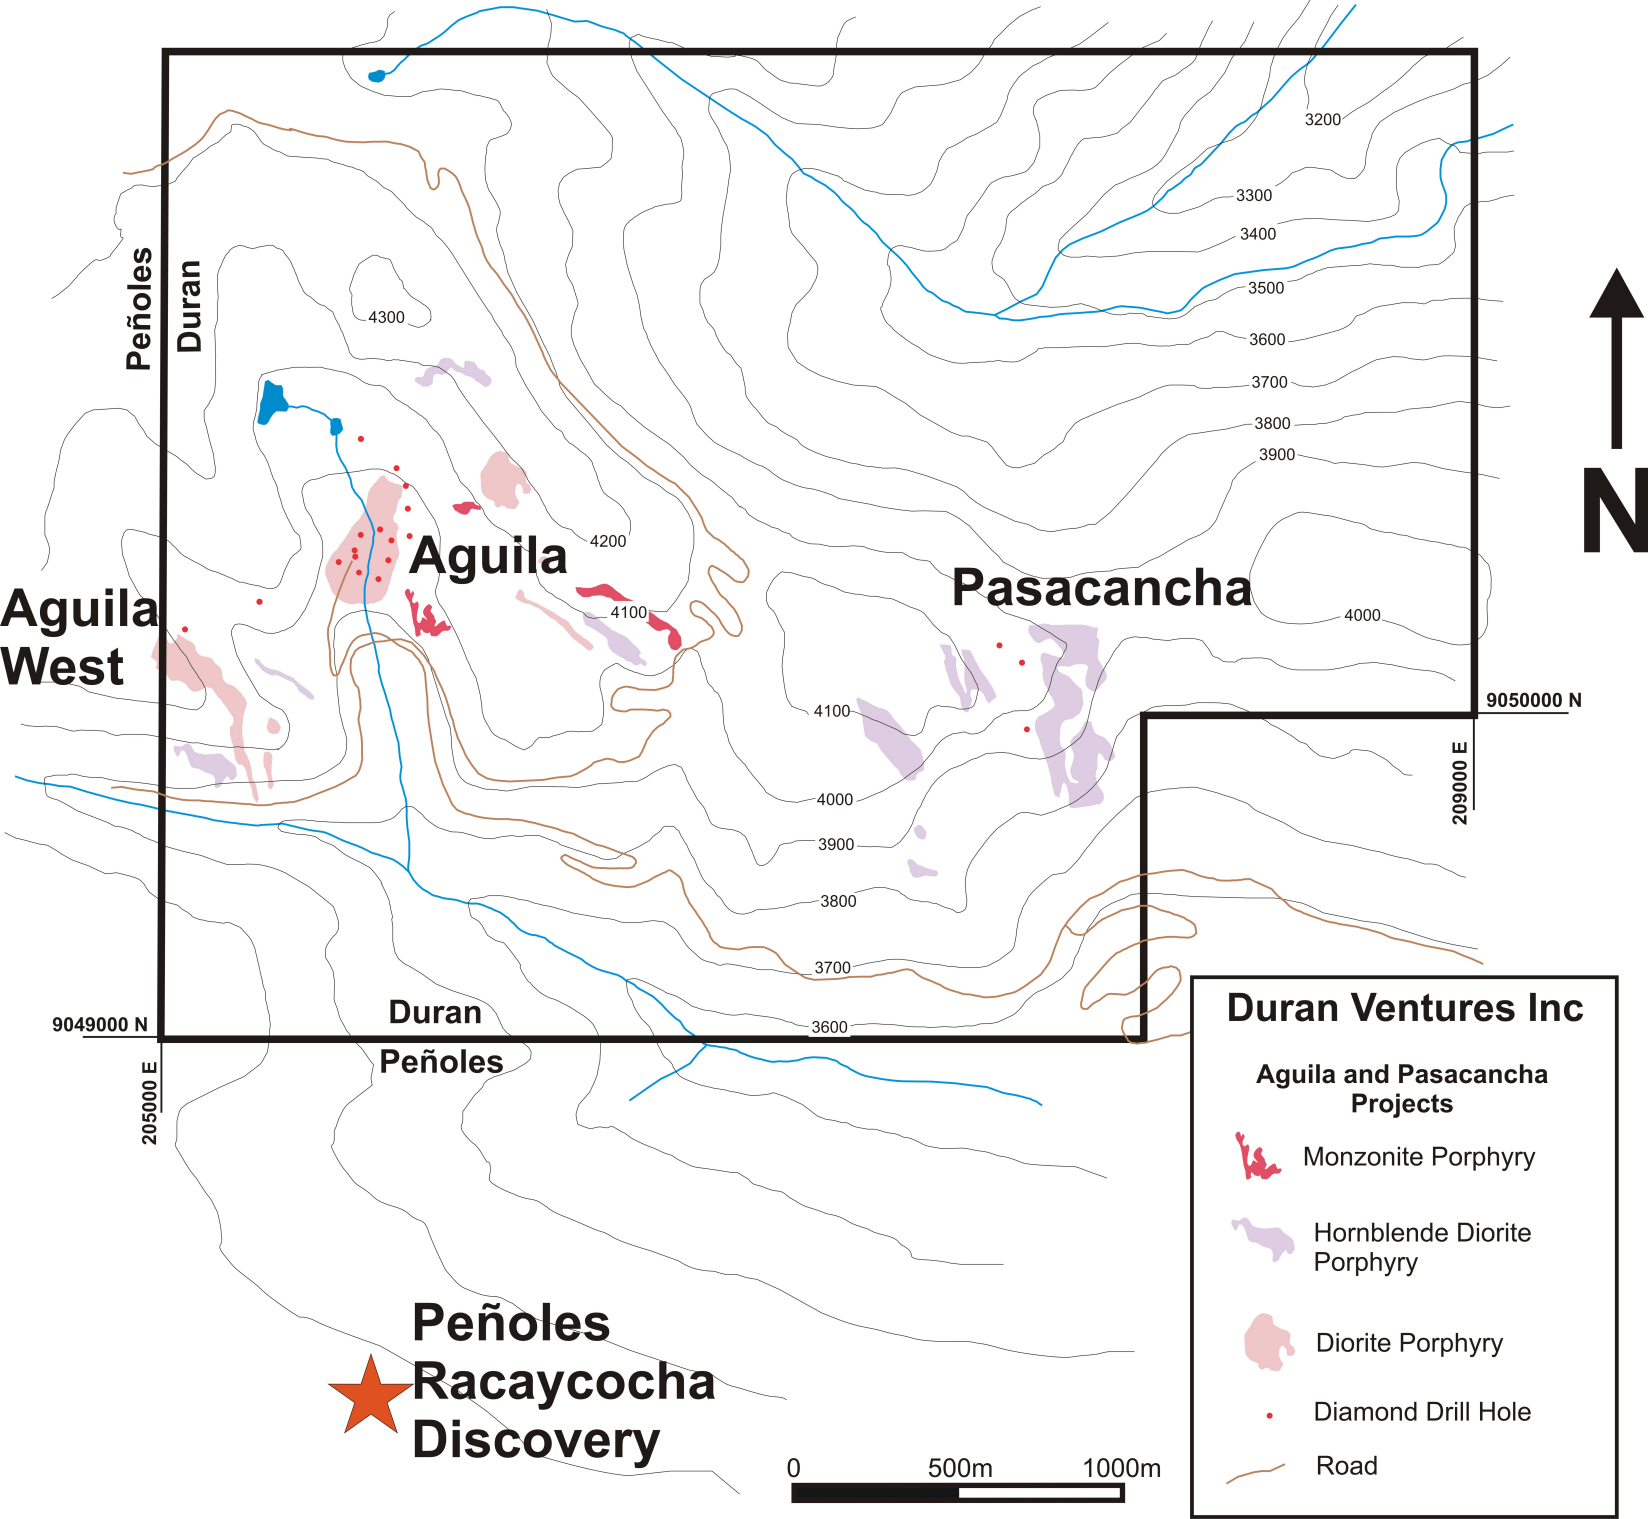 3200
3300
3400
3500
3600
3700
3800
3900
4300
Peñoles
Duran
N
4200
Aguila
Pasacancha
Aguila
West
4100
4000
9050000 N
209000 E
4100
4000
3900
3800
3700
3600
9049000 N
205000 E
Duran
Peñoles
Peñoles
Racaycocha
Discovery
0 500m 1000m
Duran Ventures Inc
Aguila and Pasacancha
Projects
Monzonite Porphyry
Hornblende Diorite
Porphyry
Diorite Porphyry
Diamond Drill Hole
Road